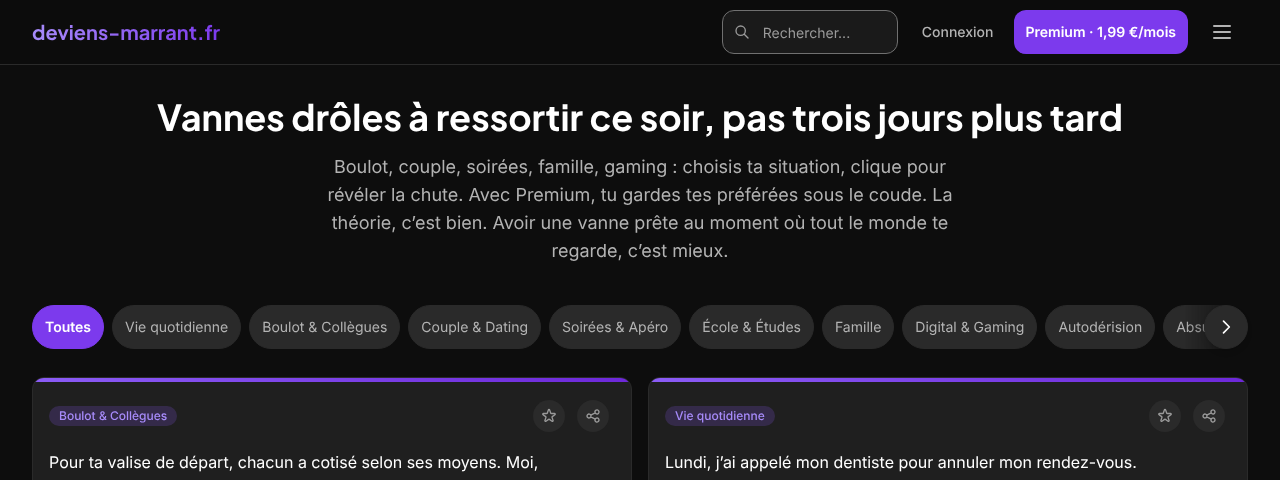 deviens-marrant.fr
Rechercher...
Connexion
Premium · 1,99 €/mois
Vannes drôles à ressortir ce soir, pas trois jours plus tard
Boulot, couple, soirées, famille, gaming : choisis ta situation, clique pour
révéler la chute. Avec Premium, tu gardes tes préférées sous le coude. La
théorie, c’est bien. Avoir une vanne prête au moment où tout le monde te
regarde, c’est mieux.
Toutes
Vie quotidienne
Boulot & Collègues
Couple & Dating
Soirées & Apéro
École & Études
Famille
Digital & Gaming
Autodérision
Boulot & Collègues
Pour ta valise de départ, chacun a cotisé selon ses moyens. Moi,
Vie quotidienne
Lundi, j’ai appelé mon dentiste pour annuler mon rendez-vous.